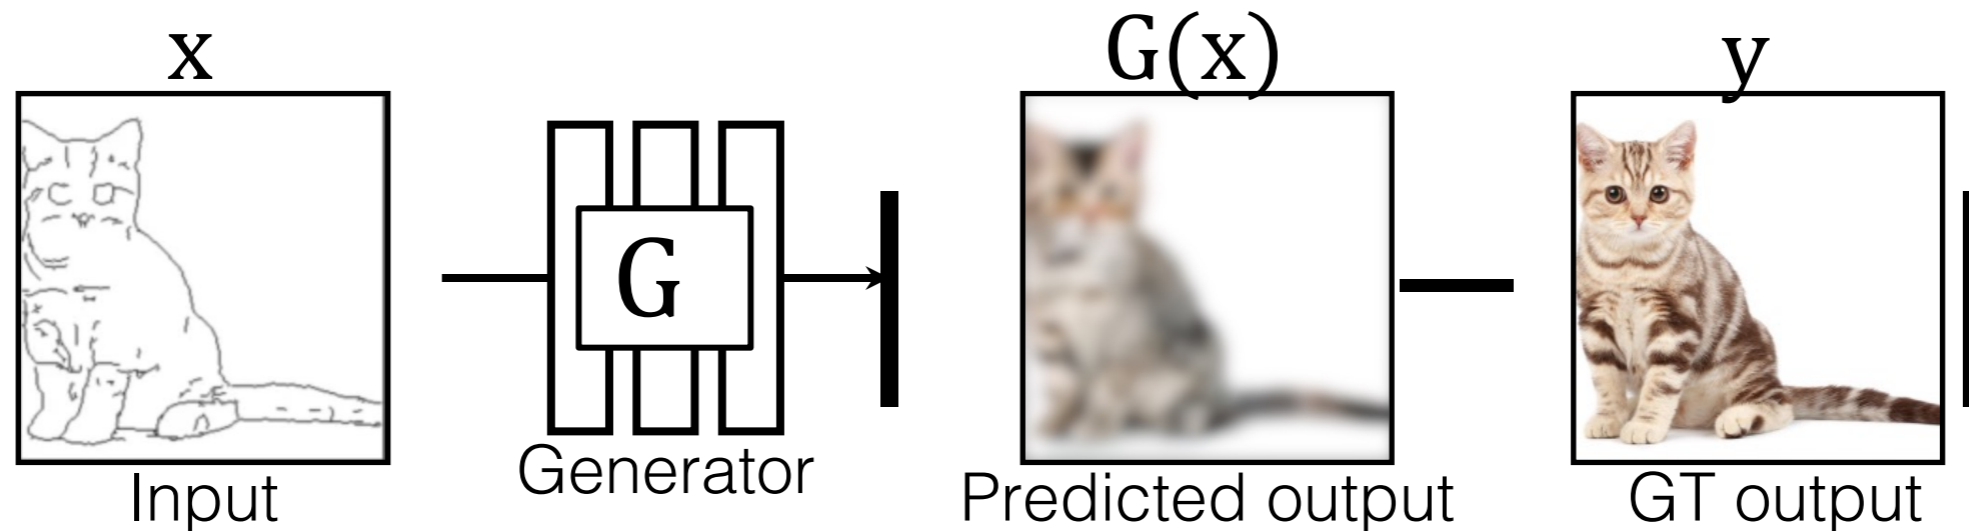 x
G(x)
y
G
Input
Generator
Predicted output
GT output